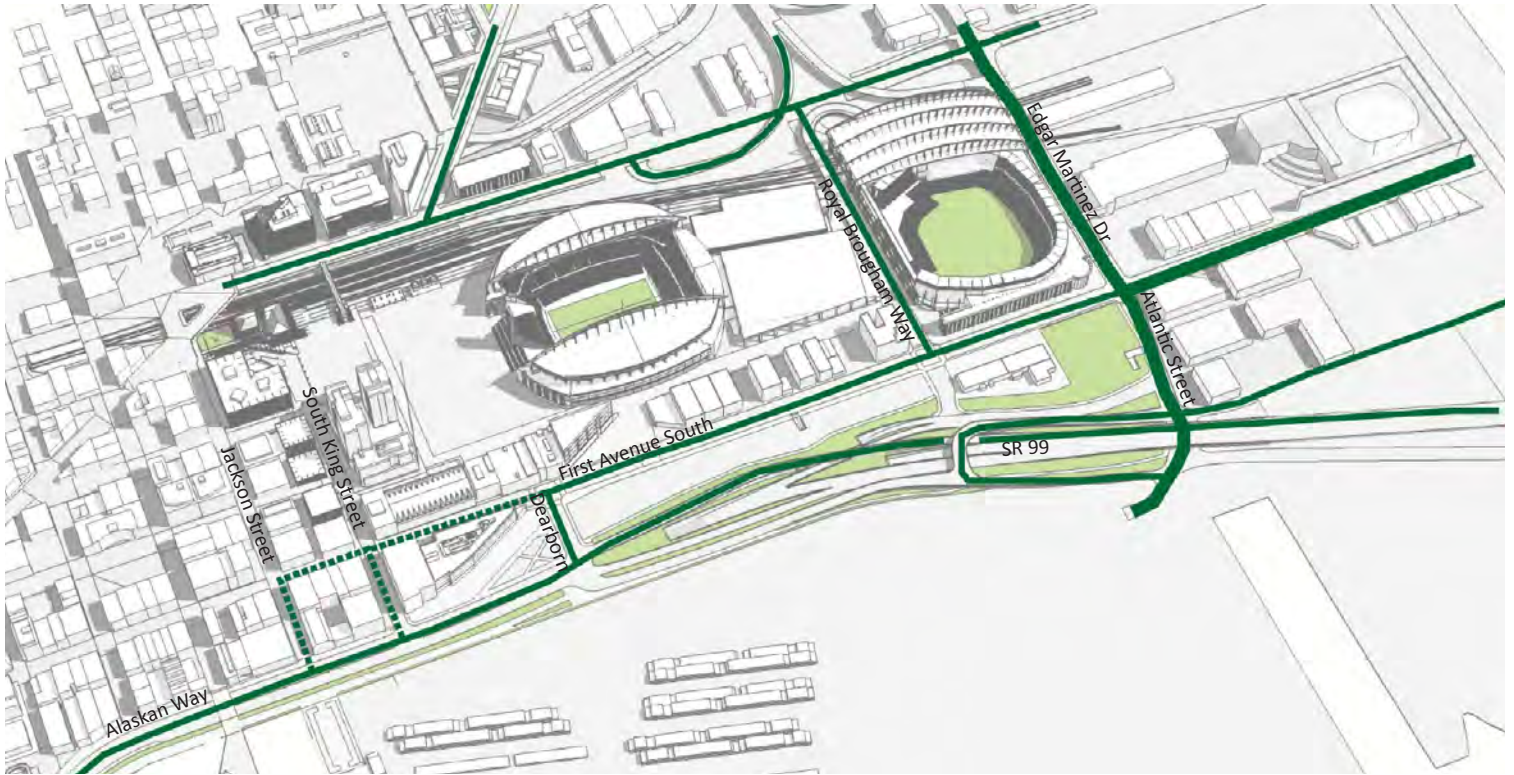 Edgar Martinez Dr
Royal Brougham Way
Atlantic Street
South King Street
First Avenue South
SR 99
Jackson Street
Dearborn
Alaskan Way